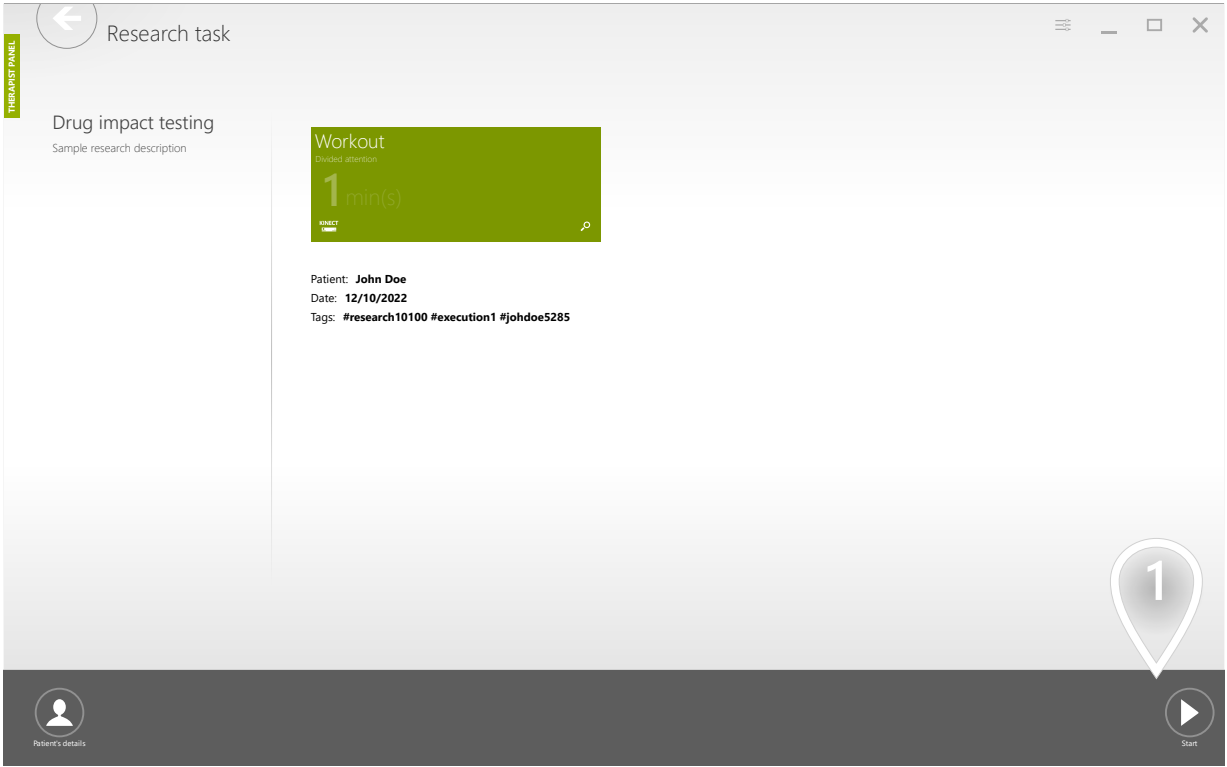 Research task
THERAPIST PANEL
Drug impact testing
Sample research description
Workout
Divided attention
1 min(s)
KINECT
Patient: John Doe
Date: 12/10/2022
Tags: #research10100 #execution1 #johdoe5285
1
Patient's details
Start